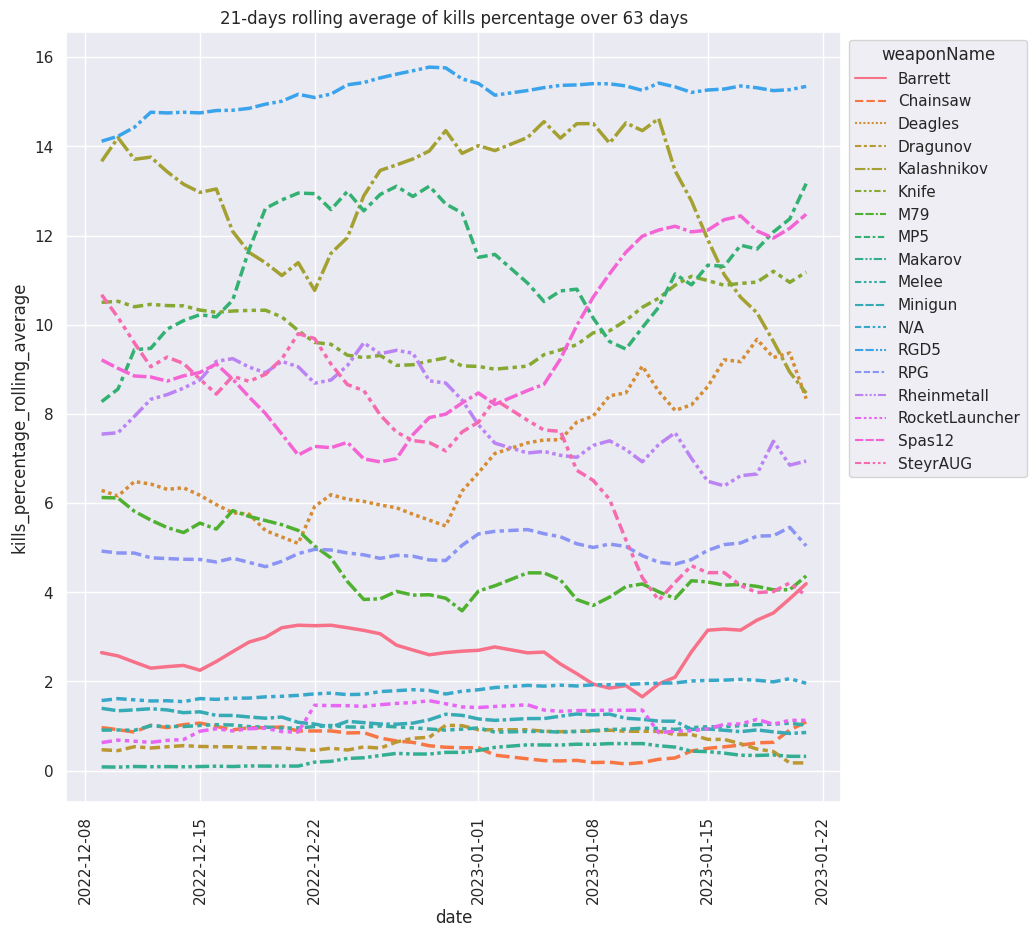 21-days rolling average of kills percentage over 63 days
weaponName
Barrett
Chainsaw
Deagles
Dragunov
Kalashnikov
Knife
M79
MP5
Makarov
Melee
Minigun
N/A
RGD5
RPG
Rheinmetall
RocketLauncher
Spas12
SteyrAUG
kills_percentage_rolling_average
16
14
12
10
8
6
4
2
0
2022-12-08
2022-12-15
2022-12-22
2023-01-01
2023-01-08
2023-01-15
2023-01-22
date